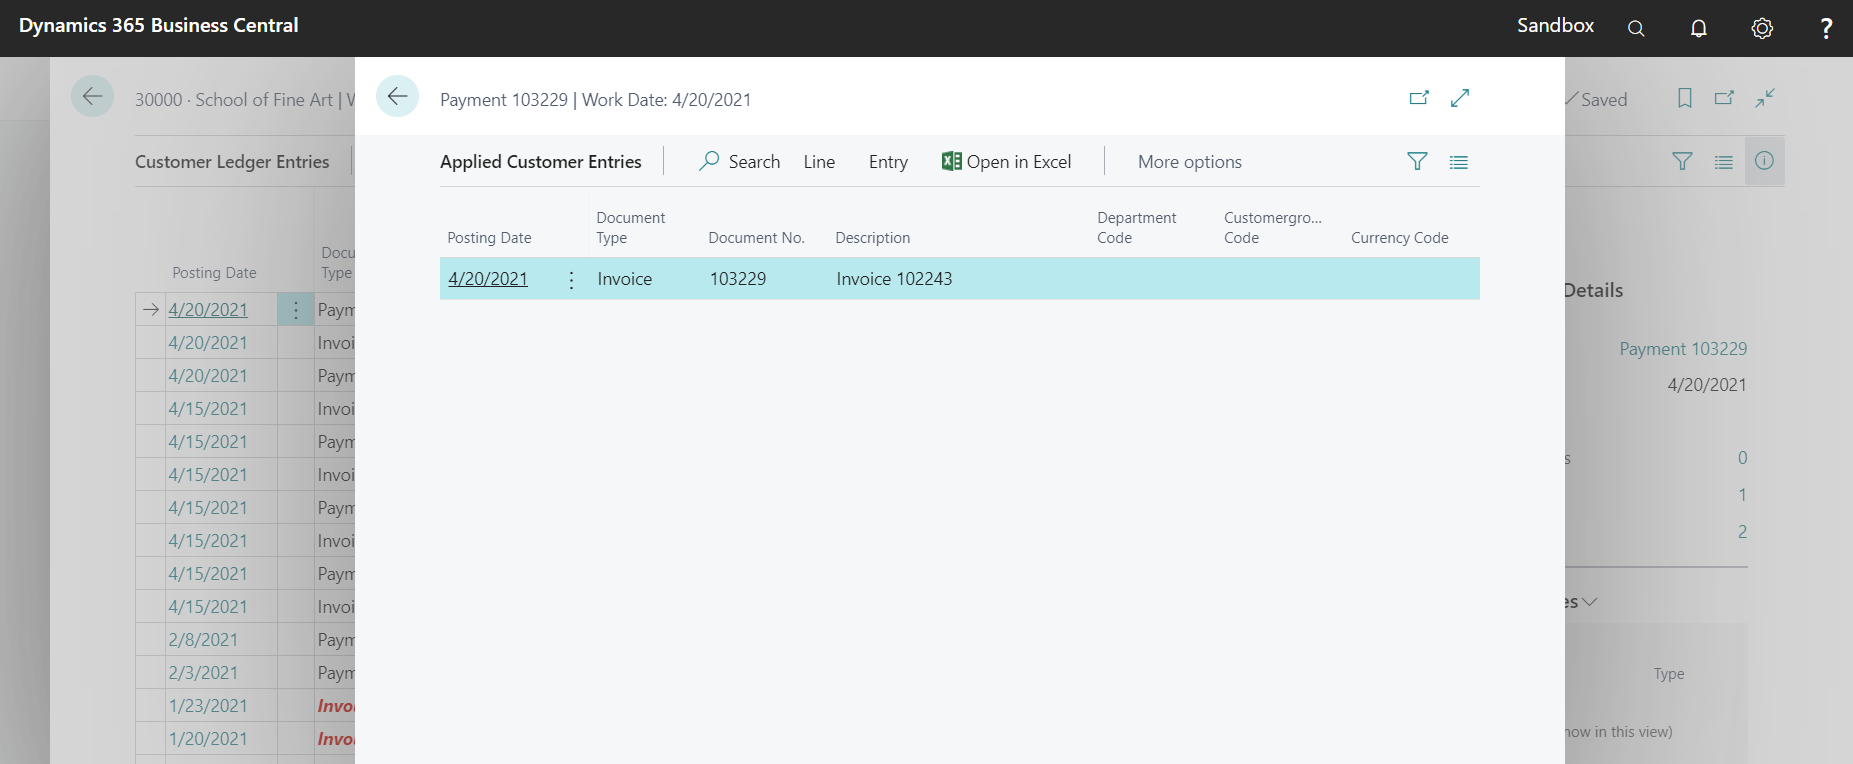 Dynamics 365 Business Central
Sandbox
?
30000 · School of Fine Art |
Payment 103229 | Work Date: 4/20/2021
Saved
Customer Ledger Entries
Applied Customer Entries
Search
Line
Entry
Open in Excel
More options
Posting Date
Document Type
Document No.
Description
Department Code
Customergro... Code
Currency Code
4/20/2021
Invoice
103229
Invoice 102243
Posting Date
Docu
Type
4/20/2021 Paym
4/20/2021 Invoi
4/20/2021 Paym
4/15/2021 Invoi
4/15/2021 Paym
4/15/2021 Invoi
4/15/2021 Paym
4/15/2021 Invoi
4/15/2021 Paym
4/15/2021 Invoi
2/8/2021 Paym
2/3/2021 Paym
1/23/2021 Invoi
1/20/2021 Invoi
Details
Payment 103229
4/20/2021
s 0
1
2
es
Type
now in this view)